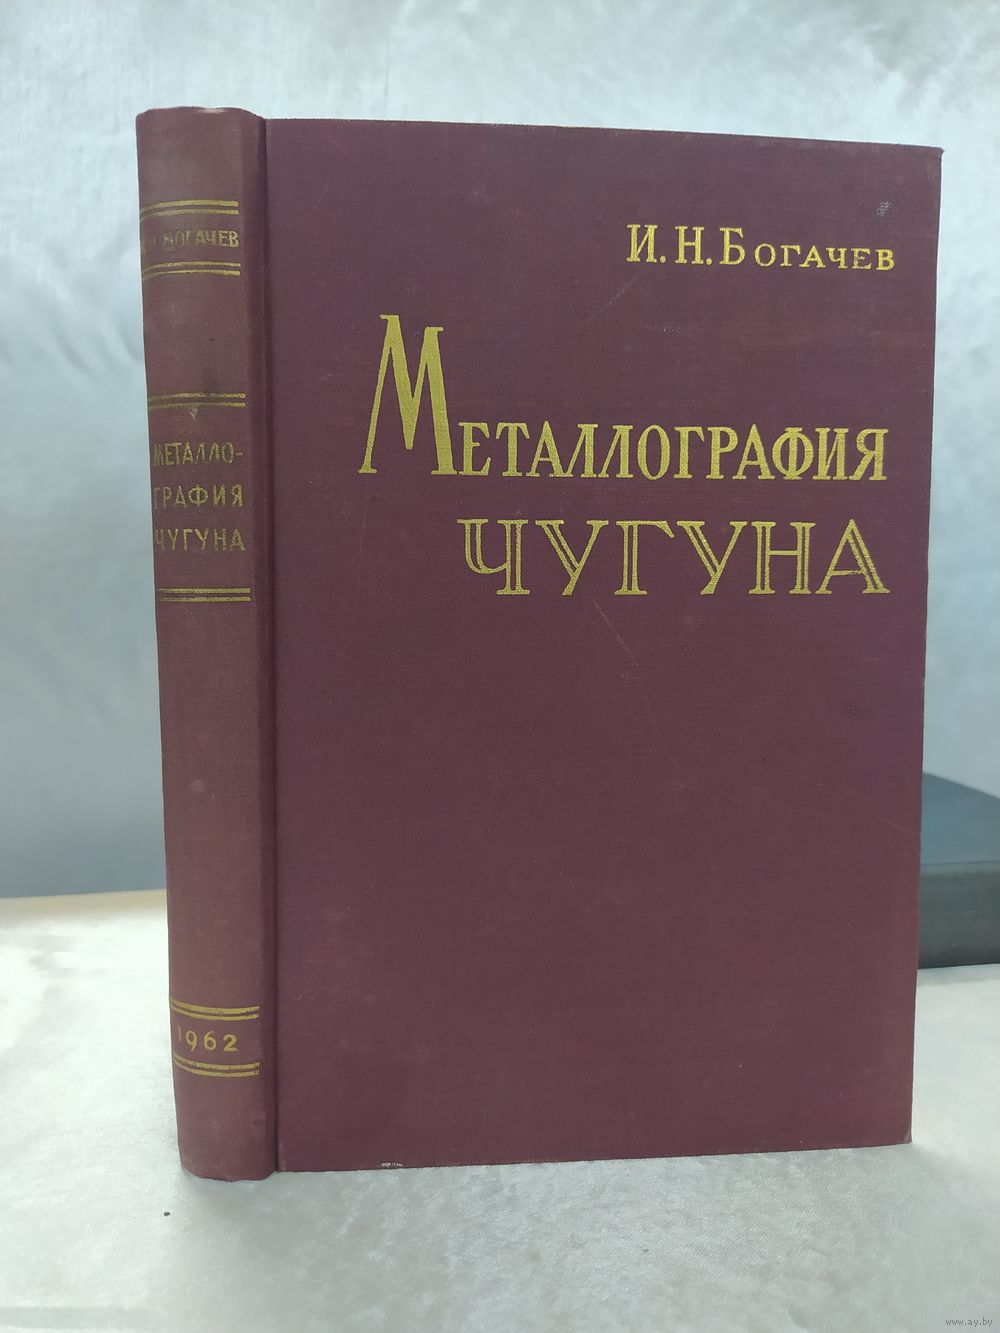 И. Н. Богачев
Металлография
чугуна
БОГАЧЕВ
МЕТАЛЛО-
ГРАФИЯ
ЧУГУНА
1962
www.ay.by